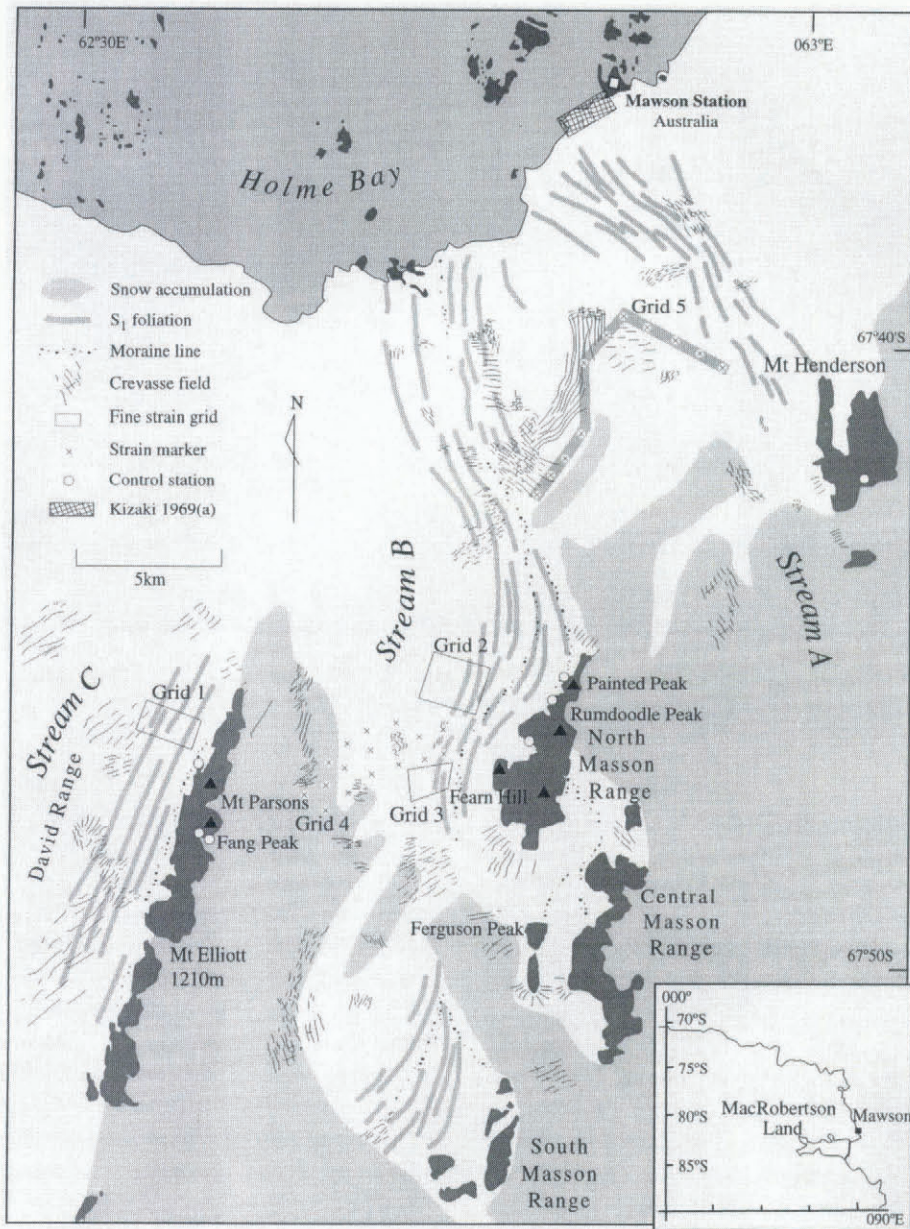 62°30E'
063°E
Mawson Station
Australia
Holme Bay
Snow accumulation
S1 foliation
Moraine line
Crevasse field
Fine strain grid
Strain marker
Control station
Kizaki 1969(a)
N
5km
Grid 5
67°40'S
Mt Henderson
Stream B
Stream A
Grid 2
Stream C
Grid 1
Painted Peak
Rumdoodle Peak
North
Masson
Range
David Range
Mt Parsons
Grid 4
Grid 3
Fearn Hill
Fang Peak
Central
Masson
Range
Ferguson Peak
Mt Elliott
1210m
67°50S
South
Masson
Range
000°
70°S
75°S
80°S
85°S
MacRobertson
Land
Mawson
090°E